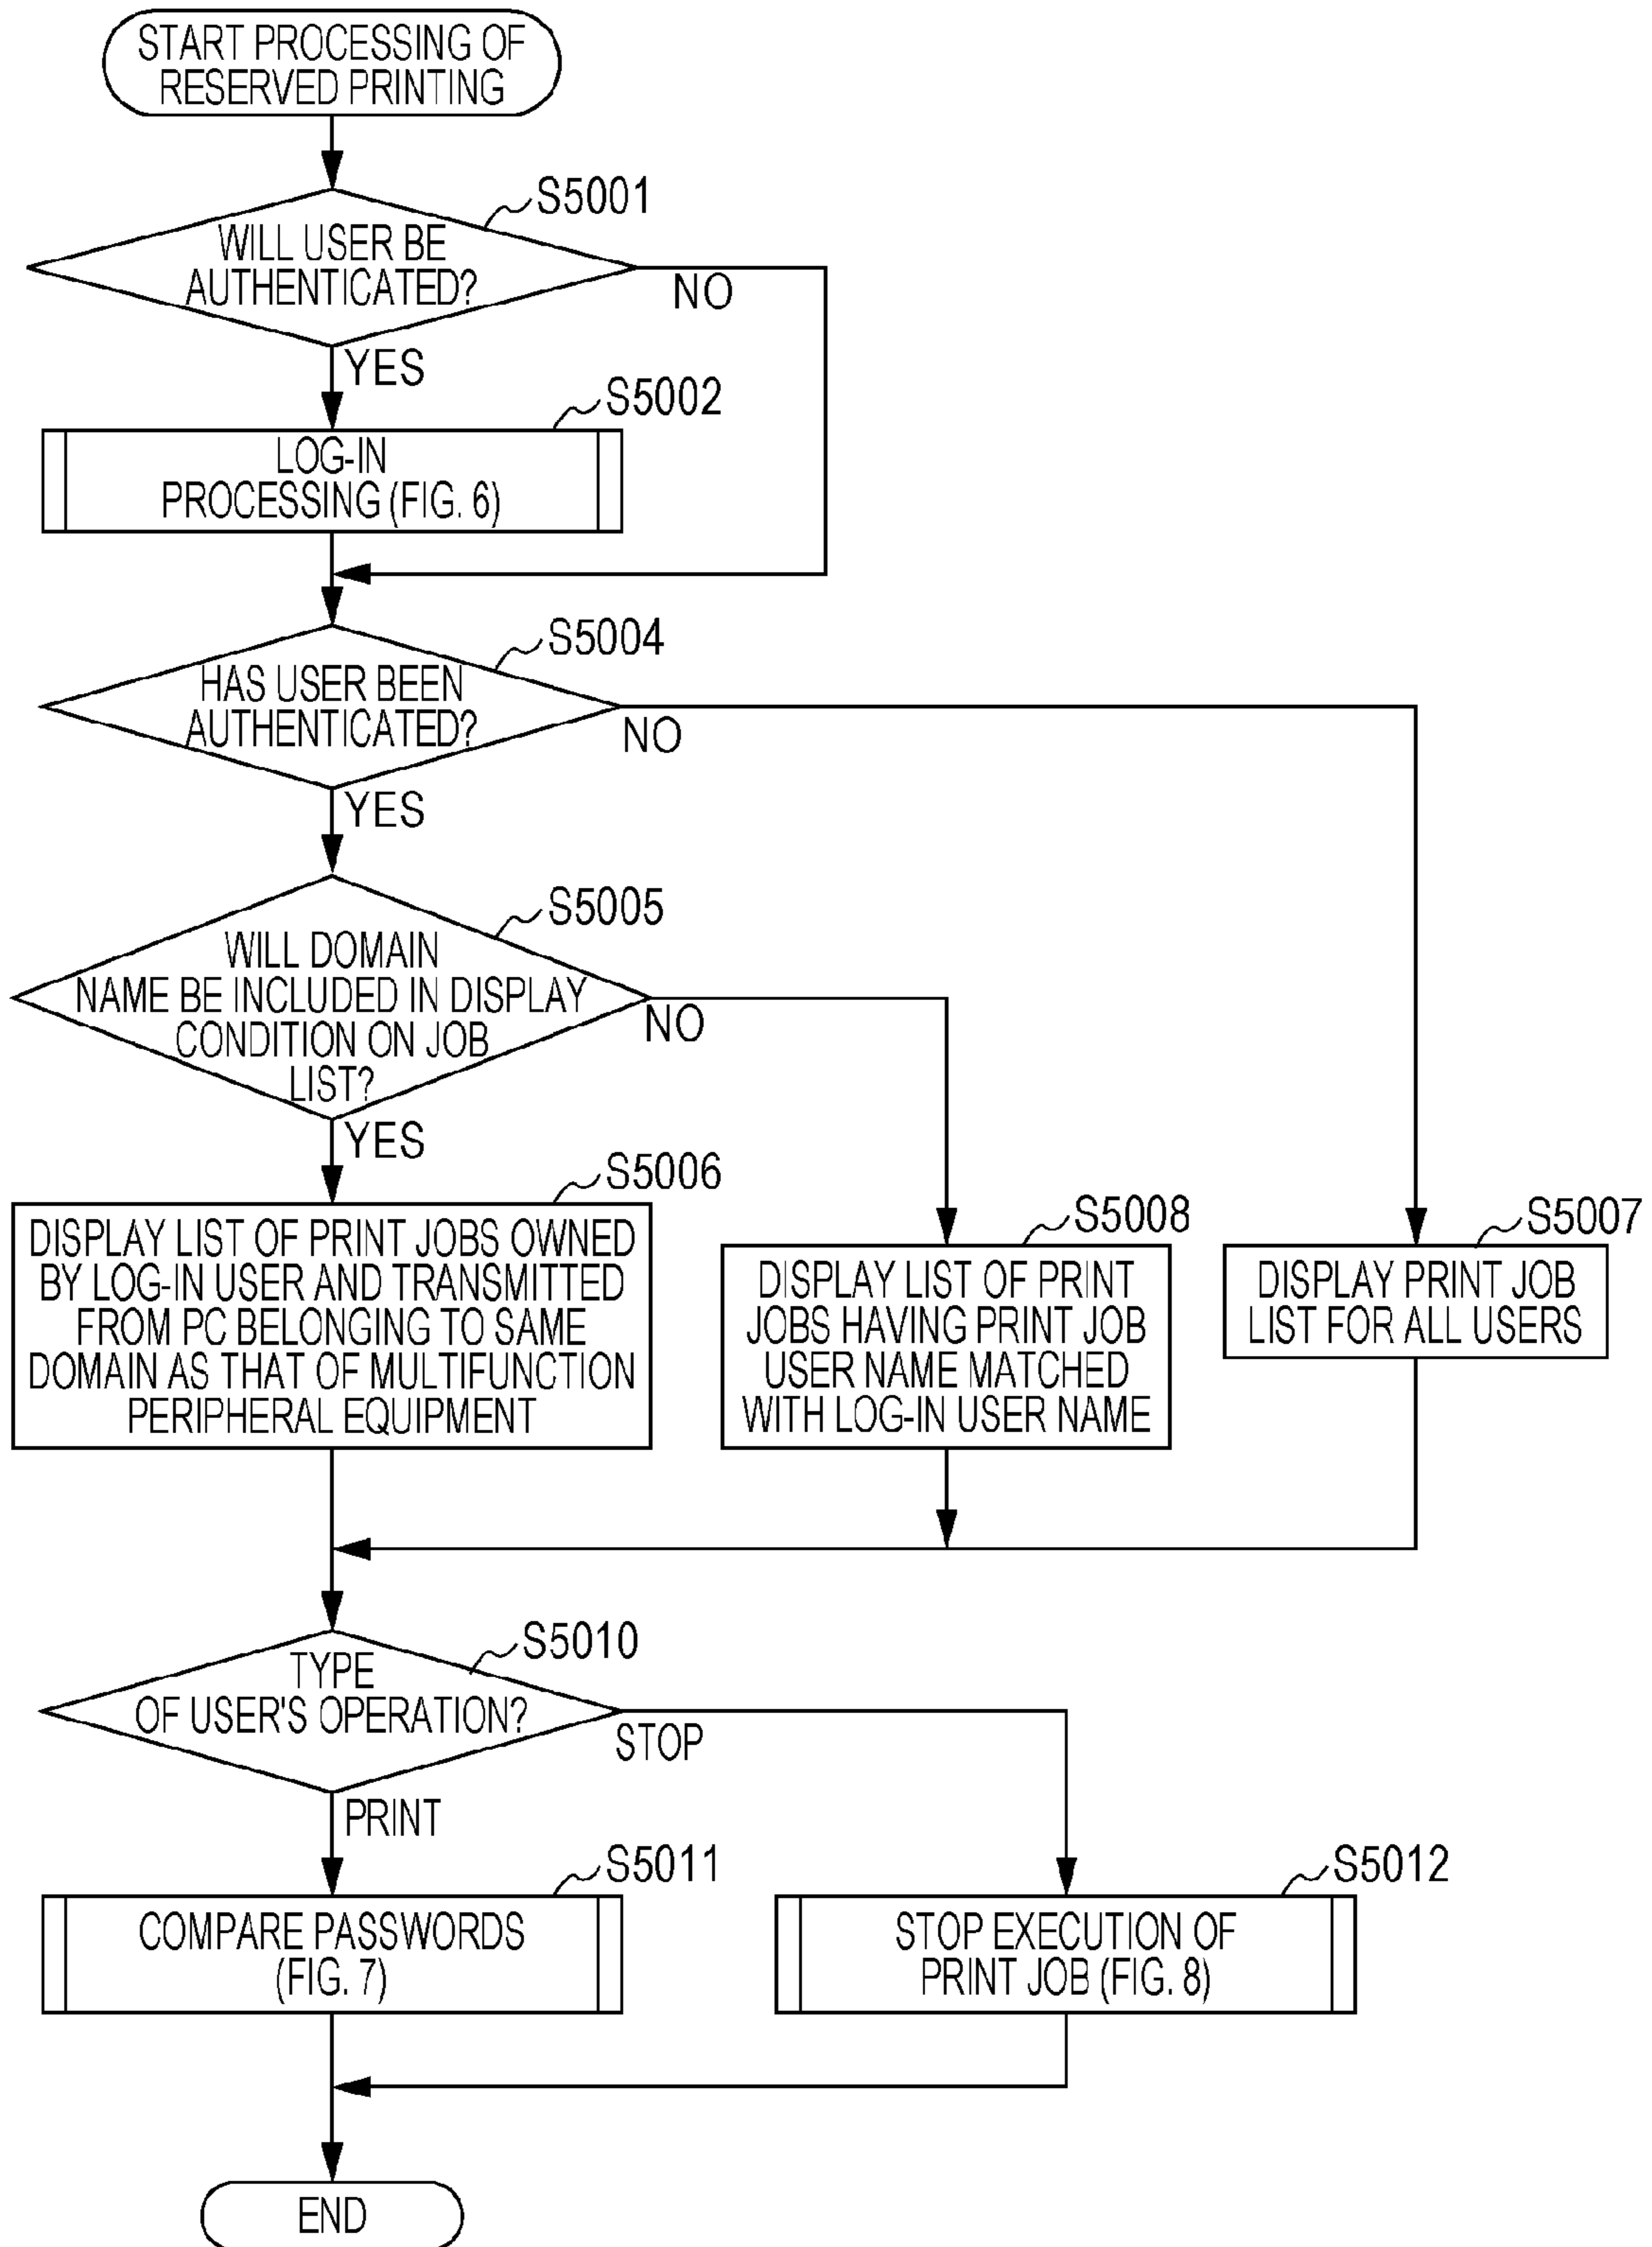 START PROCESSING OF
RESERVED PRINTING
S5001
WILL USER BE
AUTHENTICATED?
NO
YES
S5002
LOG-IN
PROCESSING (FIG. 6)
S5004
HAS USER BEEN
AUTHENTICATED?
NO
YES
S5005
WILL DOMAIN
NAME BE INCLUDED IN DISPLAY
CONDITION ON JOB
LIST?
NO
YES
S5006
DISPLAY LIST OF PRINT JOBS OWNED
BY LOG-IN USER AND TRANSMITTED
FROM PC BELONGING TO SAME
DOMAIN AS THAT OF MULTIFUNCTION
PERIPHERAL EQUIPMENT
S5008
DISPLAY LIST OF PRINT
JOBS HAVING PRINT JOB
USER NAME MATCHED
WITH LOG-IN USER NAME
S5007
DISPLAY PRINT JOB
LIST FOR ALL USERS
S5010
TYPE
OF USER'S OPERATION?
STOP
PRINT
S5011
COMPARE PASSWORDS
(FIG. 7)
S5012
STOP EXECUTION OF
PRINT JOB (FIG. 8)
END